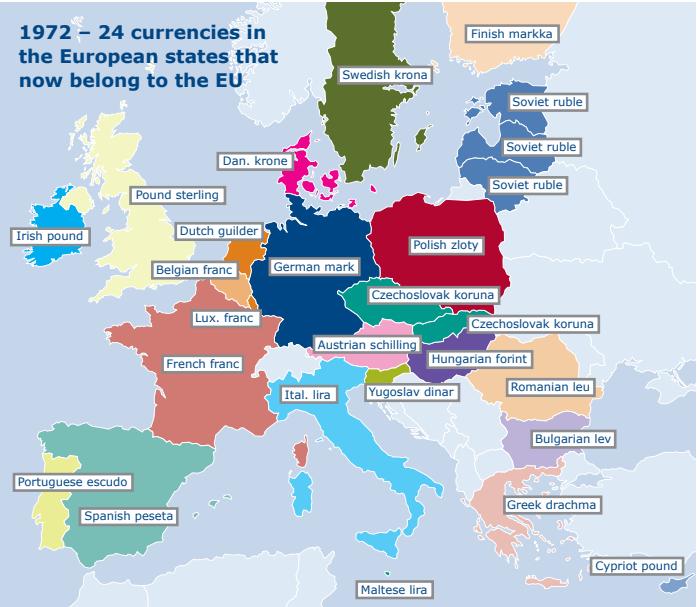 1972 – 24 currencies in
the European states that
now belong to the EU
Finish markka
Swedish krona
Soviet ruble
Soviet ruble
Dan. krone
Soviet ruble
Pound sterling
Irish pound
Dutch guilder
Polish zloty
Belgian franc
German mark
Czechoslovak koruna
Lux. franc
Czechoslovak koruna
Austrian schilling
French franc
Hungarian forint
Ital. lira
Yugoslav dinar
Romanian leu
Bulgarian lev
Portuguese escudo
Spanish peseta
Greek drachma
Cypriot pound
Maltese lira